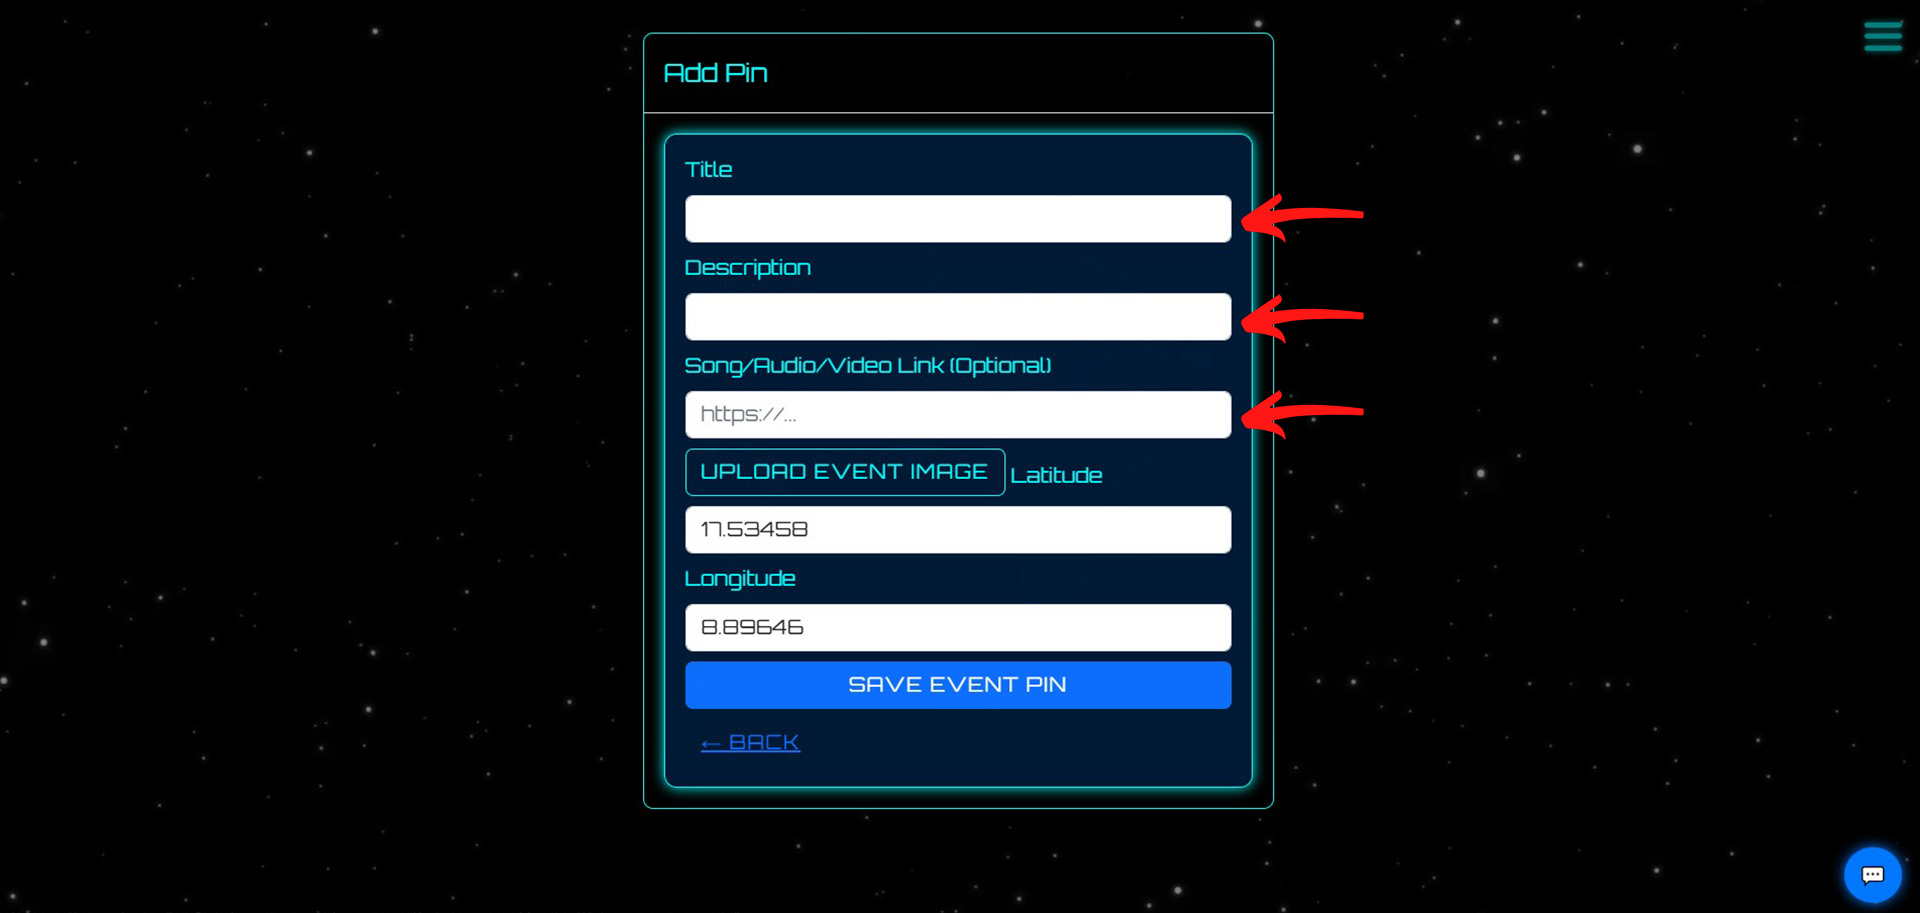 Add Pin
Title
Description
Song/Audio/Video Link (Optional)
https://...
UPLOAD EVENT IMAGE Latitude
17.53458
Longitude
8.89646
SAVE EVENT PIN
← BACK